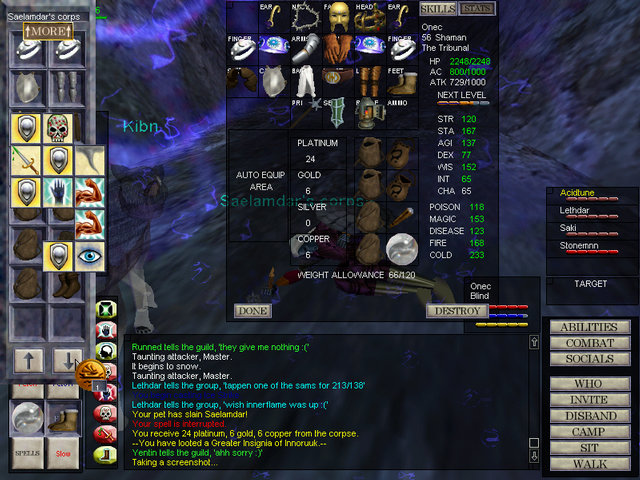 Saelamdar's corps
MORE
Kibn
Saelamdar's corps
EAR
FACE
HEAD
EAR
FINGER
FINGER
FEET
PRI
AMMO
PLATINUM
24
AUTO EQUIP
AREA
GOLD
6
SILVER
0
COPPER
6
WEIGHT ALLOWANCE 66/120
DONE
DESTROY
SKILLS
STATS
Onec
56 Shaman
The Tribunal
HP 2248/2248
AC 800/1000
ATK 729/1000
NEXT LEVEL
STR 120
STA 167
AGI 137
DEX 77
WIS 152
INT 65
CHA 65
POISON 118
MAGIC 153
DISEASE 123
FIRE 168
COLD 233
Onec
Blind
Acidtune
Lethdar
Saki
Stonemnn
TARGET
ABILITIES
COMBAT
SOCIALS
WHO
INVITE
DISBAND
CAMP
SIT
WALK
SPELLS
Slow
Runned tells the guild, 'they give me nothing :('
Taunting attacker, Master.
It begins to snow.
Taunting attacker, Master.
Lethdar tells the group, 'tappen one of the sams for 213/138'
Lethdar tells the group, 'wish innerflame was up :('
Your pet has slain Saelamdar!
Your spell is interrupted.
You receive 24 platinum, 6 gold, 6 copper from the corpse.
--You have looted a Greater Insignia of Innoruuk.--
Yentin tells the guild, 'ahh sorry :)'
Taking a screenshot...